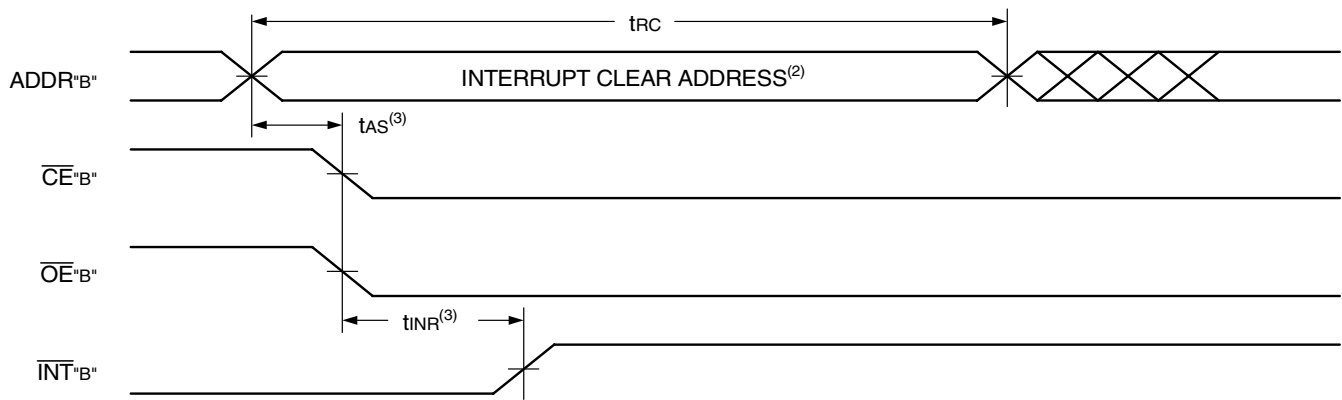 tRC
ADDR"B"
INTERRUPT CLEAR ADDRESS(2)
tAS(3)
CE"B"
OE"B"
tINR(3)
INT"B"